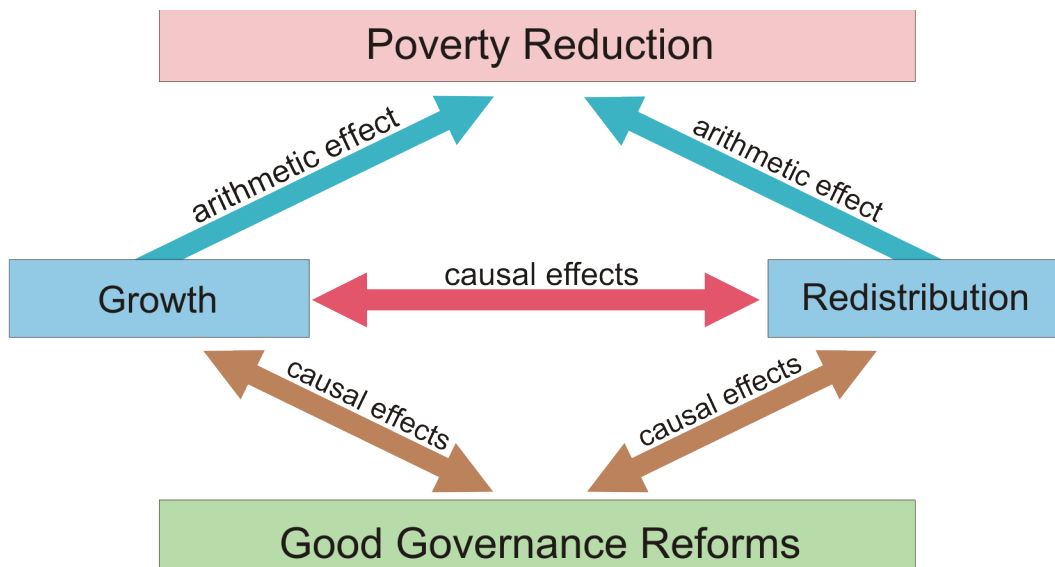 Poverty Reduction
arithmetic effect
arithmetic effect
causal effects
Growth
Redistribution
causal effects
causal effects
Good Governance Reforms